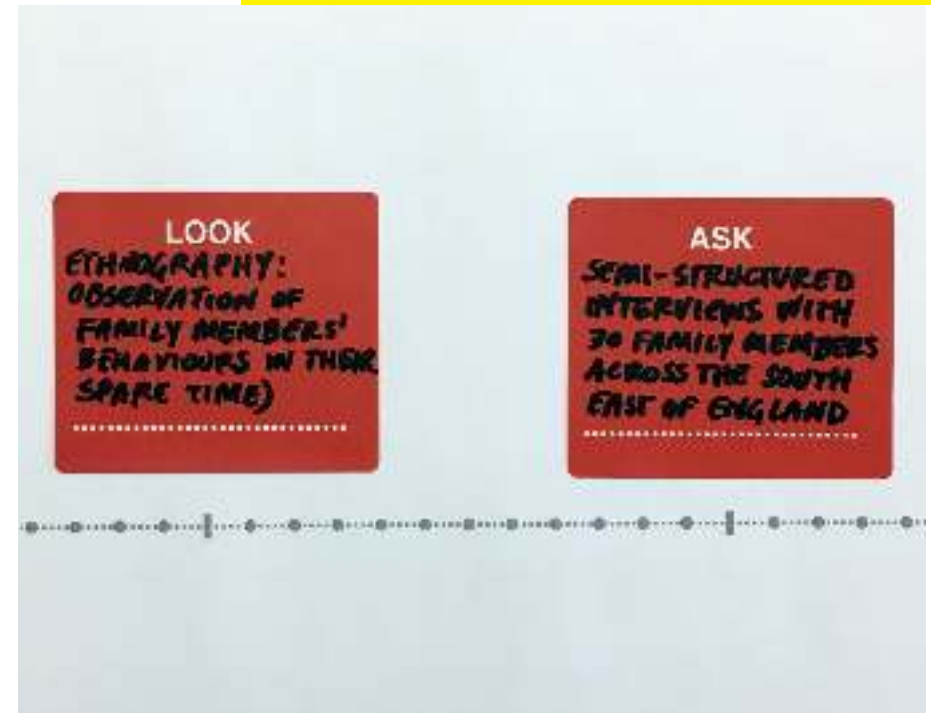 LOOK
ETHNOGRAPHY:
OBSERVATION OF
FAMILY MEMBERS'
BEHAVIOURS IN THEIR
SPARE TIME)
ASK
SEMI-STRUCTURED
INTERVIEWS WITH
30 FAMILY MEMBERS
ACROSS THE SOUTH
EAST OF ENGLAND